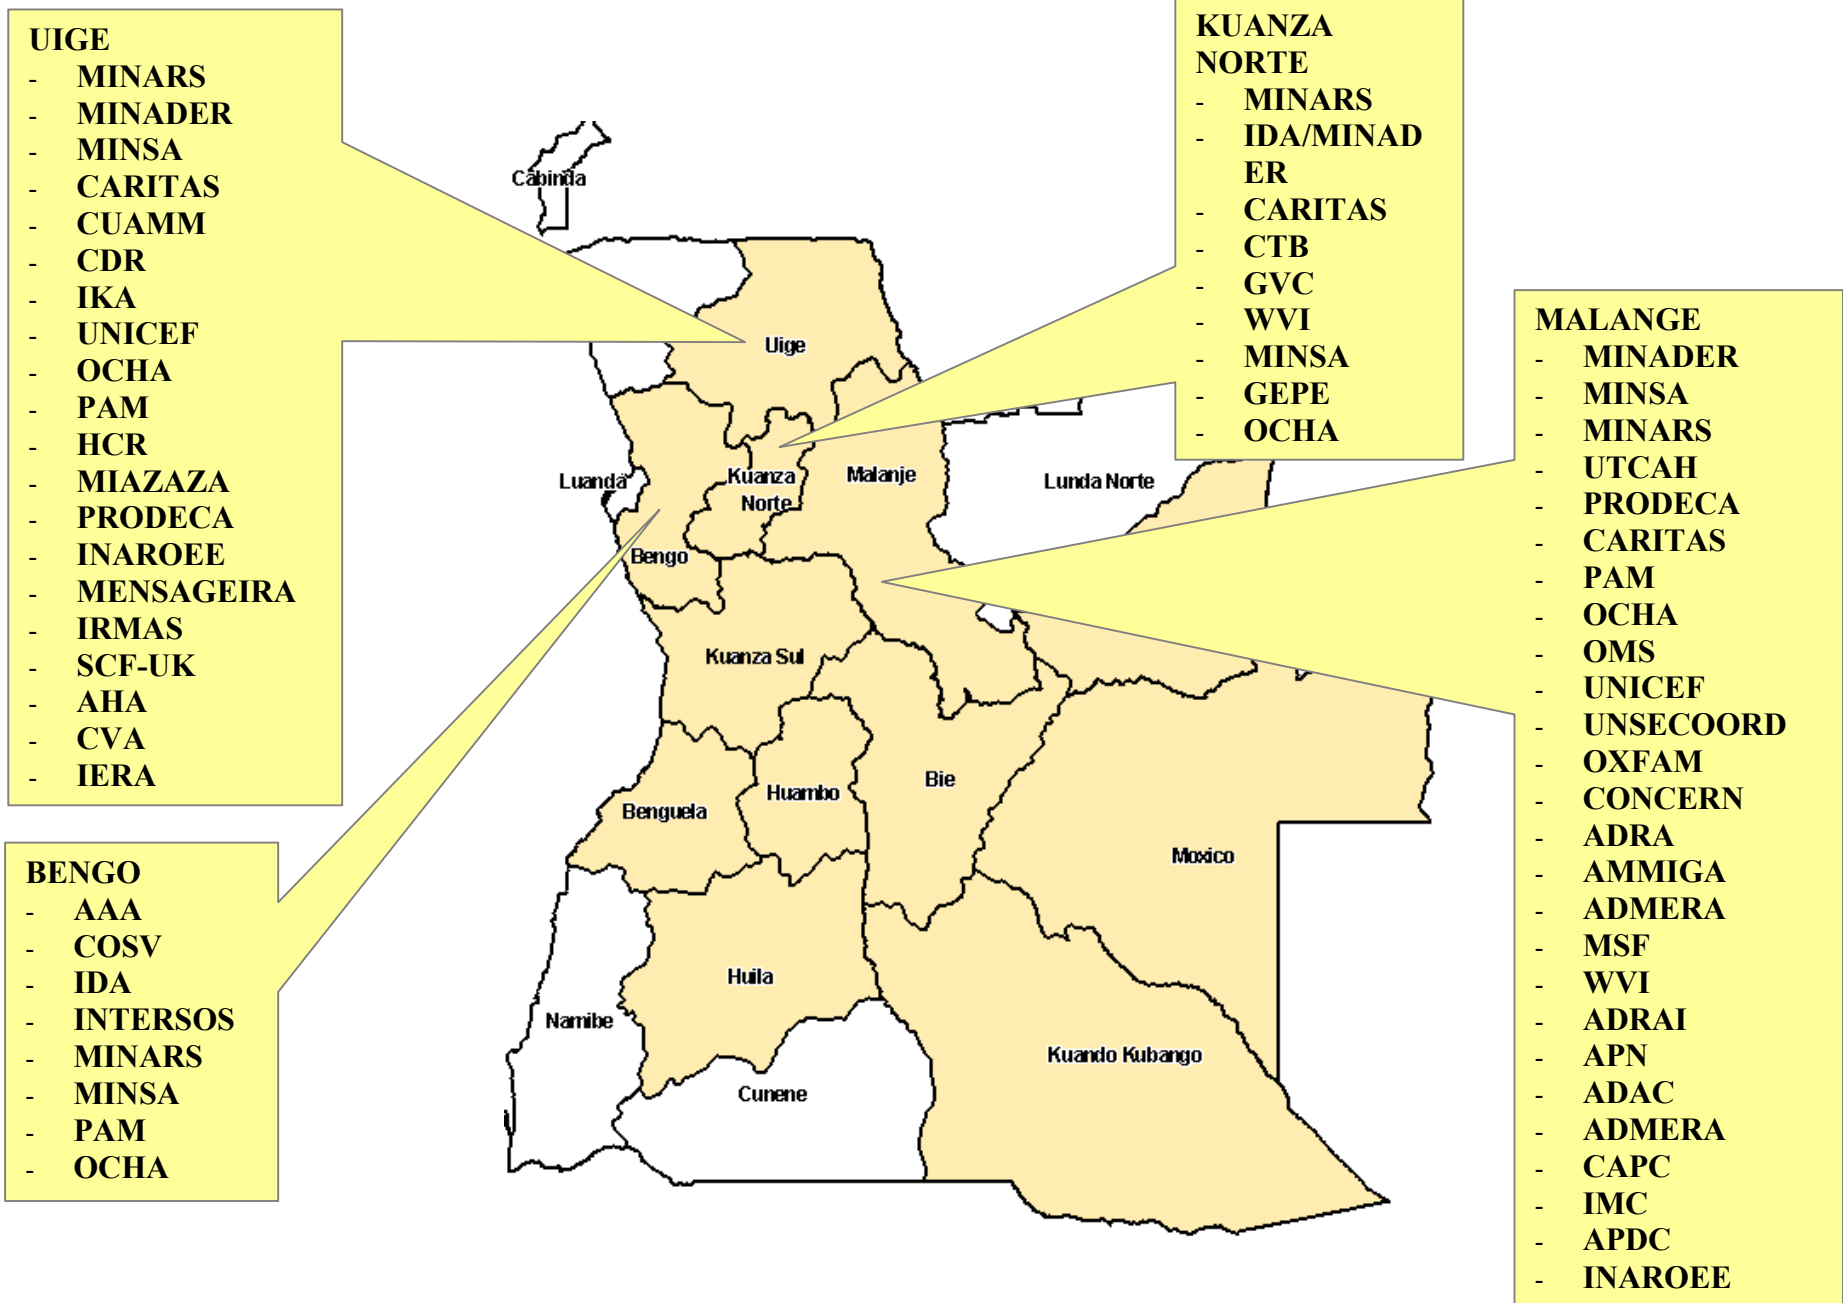 UIGE
- MINARS
- MINADER
- MINSA
- CARITAS
- CUAMM
- CDR
- IKA
- UNICEF
- OCHA
- PAM
- HCR
- MIAZAZA
- PRODECA
- INAROEE
- MENSAGEIRA
- IRMAS
- SCF-UK
- AHA
- CVA
- IERA
BENGO
- AAA
- COSV
- IDA
- INTERSOS
- MINARS
- MINSA
- PAM
- OCHA
KUANZA
NORTE
- MINARS
- IDA/MINAD
ER
- CARITAS
- CTB
- GVC
- WVI
- MINSA
- GEPE
- OCHA
MALANGE
- MINADER
- MINSA
- MINARS
- UTCAH
- PRODECA
- CARITAS
- PAM
- OCHA
- OMS
- UNICEF
- UNSECOORD
- OXFAM
- CONCERN
- ADRA
- AMMIGA
- ADMERA
- MSF
- WVI
- ADRAI
- APN
- ADAC
- ADMERA
- CAPC
- IMC
- APDC
- INAROEE
Cabinda
Uige
Luanda
Kuanza
Norte
Malanje
Lunda Norte
Bengo
Kuanza Sul
Benguela
Huambo
Bie
Moxico
Huila
Namibe
Kuando Kubango
Cunene